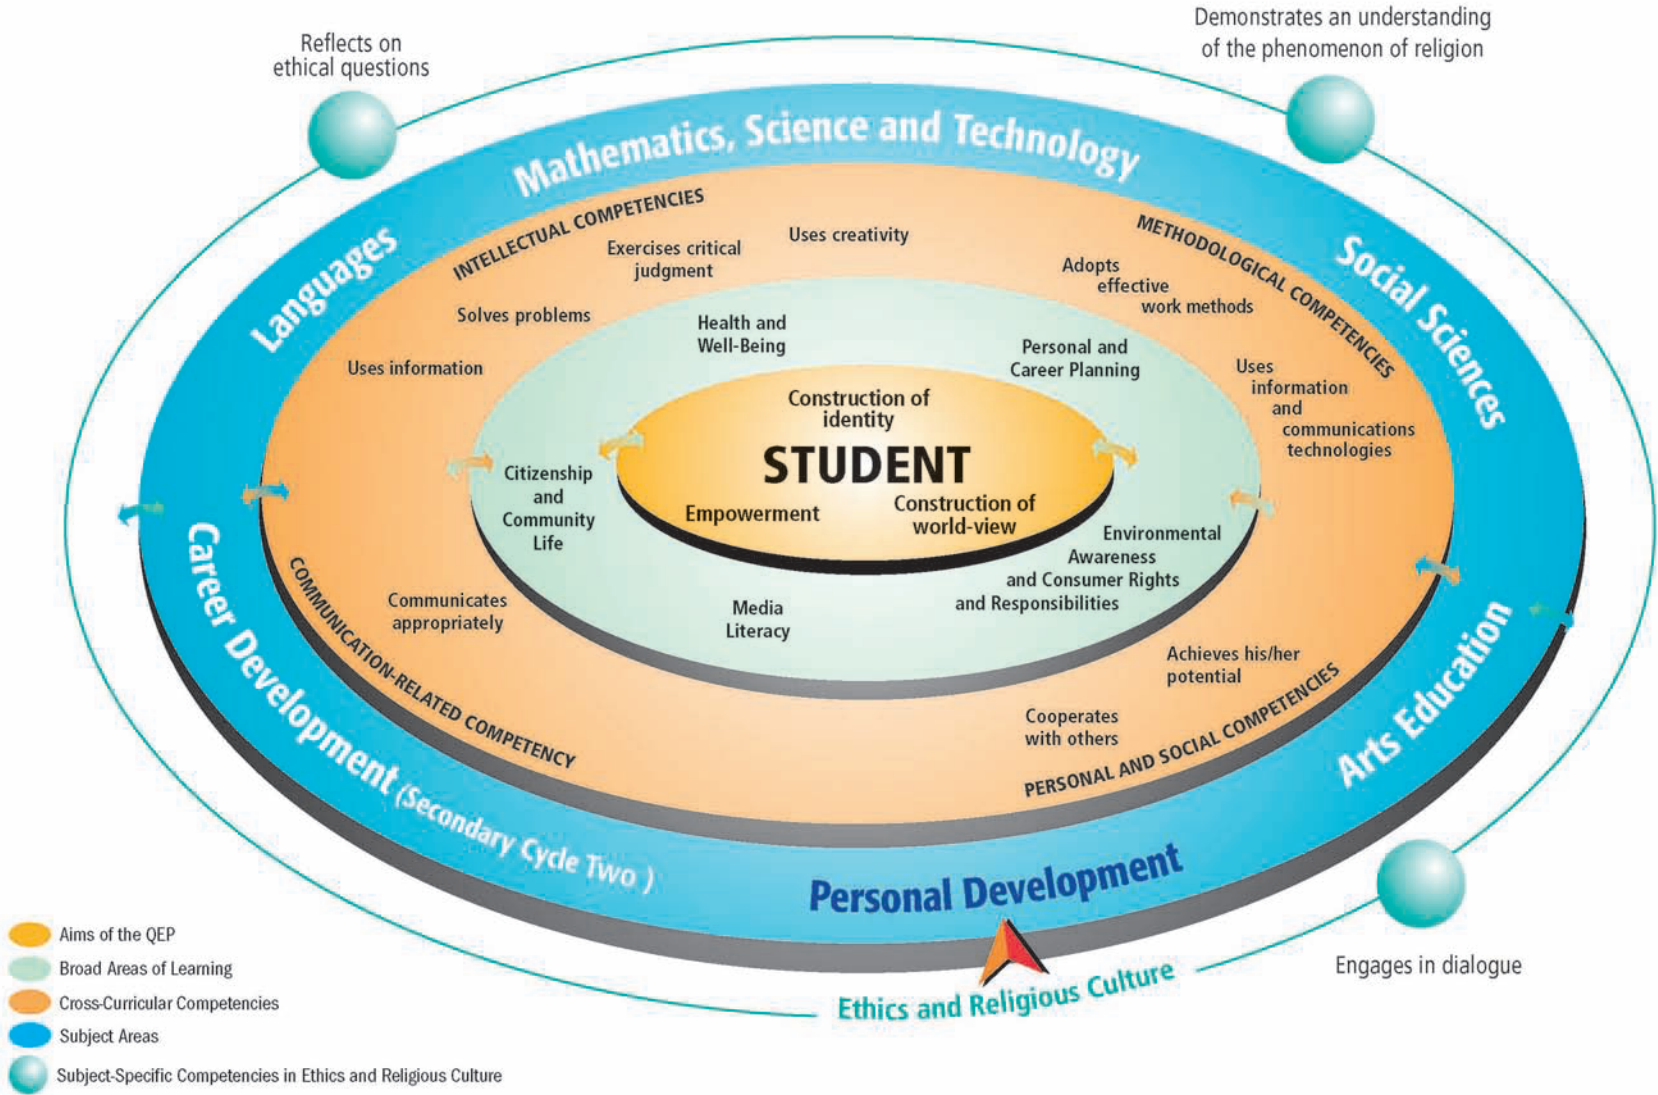 Reflects on
ethical questions
Demonstrates an understanding
of the phenomenon of religion
Mathematics, Science and Technology
Languages
Social Sciences
INTELLECTUAL COMPETENCIES
Exercises critical
judgment
Uses creativity
Solves problems
Uses information
METHODOLOGICAL COMPETENCIES
Adopts
effective
work methods
Uses
information
and
communications
technologies
Health and
Well-Being
Personal and
Career Planning
Construction of
identity
STUDENT
Empowerment
Construction of
world-view
Citizenship
and
Community
Life
Environmental
Awareness
and Consumer Rights
and Responsibilities
Media
Literacy
Communicates
appropriately
COMMUNICATION-RELATED COMPETENCY
Achieves his/her
potential
Cooperates
with others
PERSONAL AND SOCIAL COMPETENCIES
Career Development (Secondary Cycle Two )
Arts Education
Personal Development
Ethics and Religious Culture
Engages in dialogue
Aims of the QEP
Broad Areas of Learning
Cross-Curricular Competencies
Subject Areas
Subject-Specific Competencies in Ethics and Religious Culture